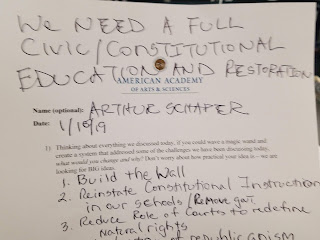 WE NEED A FULL
CIVIC/CONSTITUTIONAL
EDUCATION AND RESTORATION
AMERICAN ACADEMY
OF ARTS & SCIENCES
Name (optional): ARTHUR SCHAPER
Date: 1/18/19
1) Thinking about everything we discussed today, if you could wave a magic wand and
create a system that addressed some of the challenges we have been discussing today,
what would you change and why? Don't worry about how practical your idea is — we are
looking for BIG ideas.
1. Build the Wall
2. Reinstate Constitutional Instruction
in our schools / Remove gov't.
3. Reduce Role of Courts to redefine
Natural rights
of republicanism